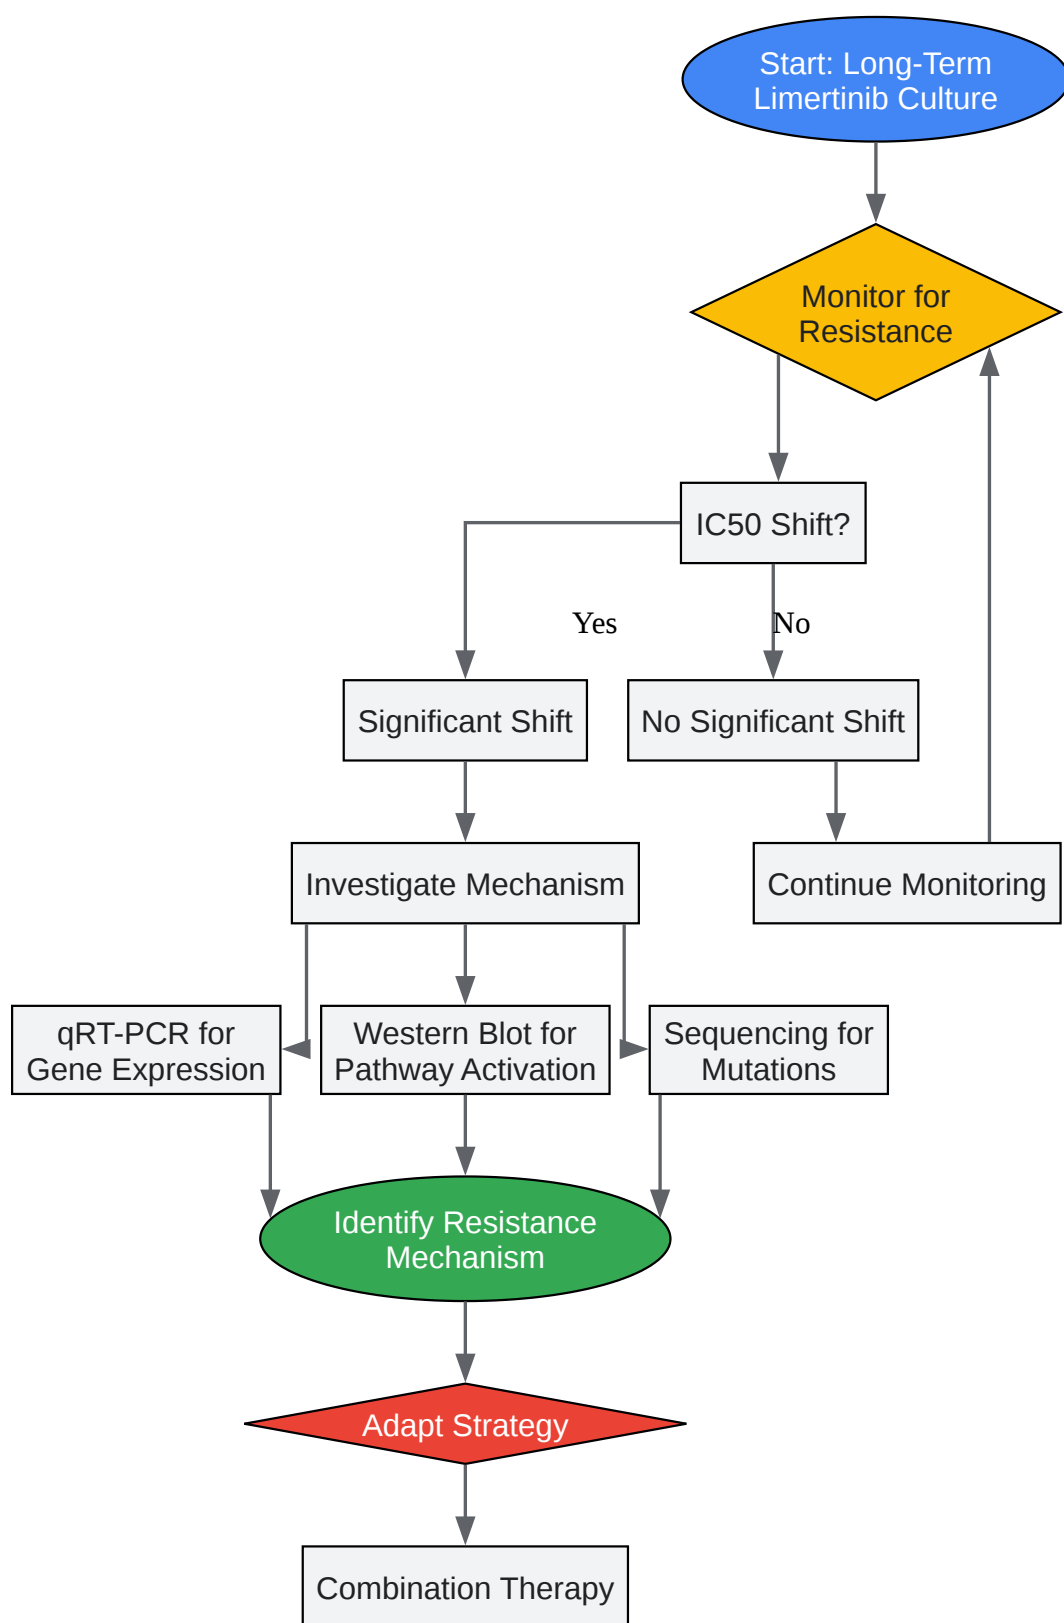 Start: Long-Term
Limertinib Culture
Monitor for
Resistance
IC50 Shift?
Yes
No
Significant Shift
No Significant Shift
Investigate Mechanism
Continue Monitoring
qRT-PCR for
Gene Expression
Western Blot for
Pathway Activation
Sequencing for
Mutations
Identify Resistance
Mechanism
Adapt Strategy
Combination Therapy